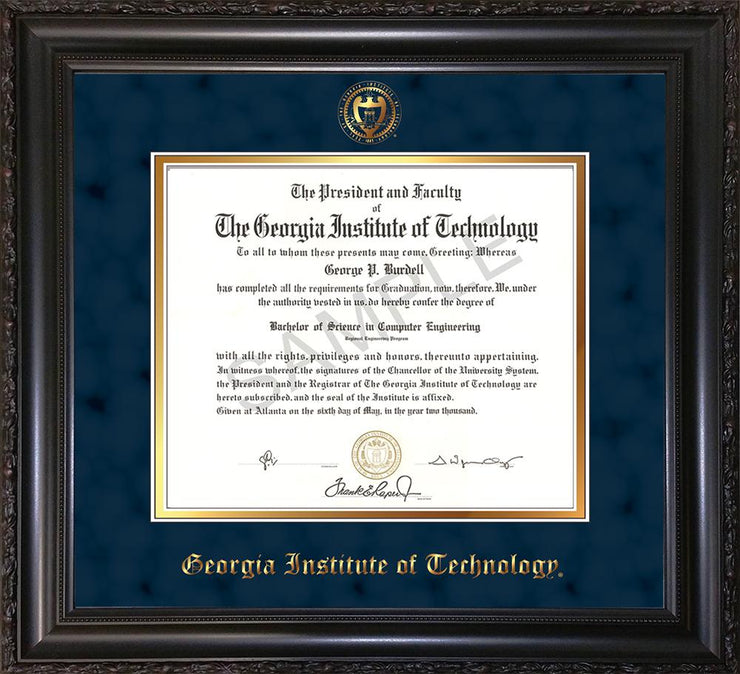 The President and Faculty
of
The Georgia Institute of Technology
To all to whom these presents may come, Greeting: Whereas
George P. Burdell
has completed all the requirements for Graduation, now, therefore, We, under
the authority vested in us, do hereby confer the degree of
Bachelor of Science in Computer Engineering
Regional Engineering Program
with all the rights, privileges and honors, thereunto appertaining.
In witness whereof, the signatures of the Chancellor of the University System,
the President and the Registrar of The Georgia Institute of Technology are
hereto subscribed, and the seal of the Institute is affixed.
Given at Atlanta on the sixth day of May, in the year two thousand.
SAMPLE
Georgia Institute of Technology®